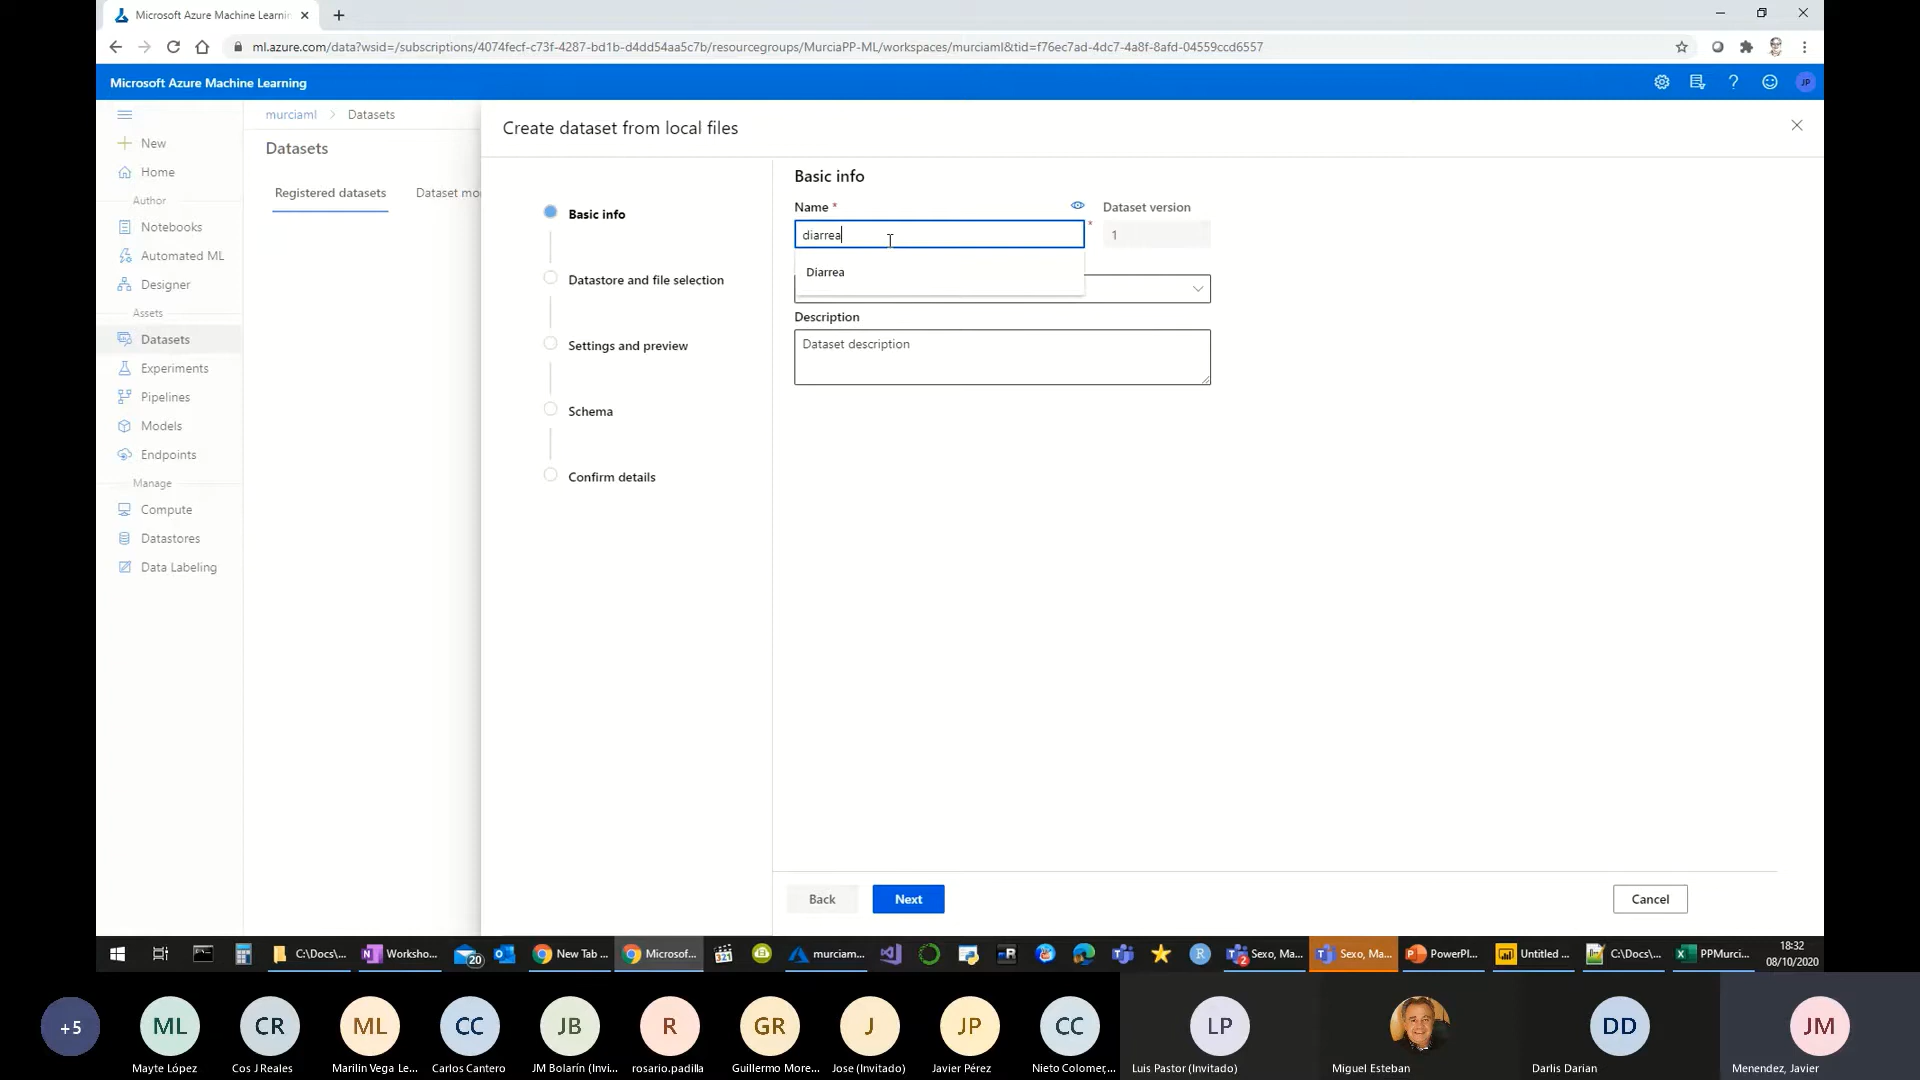 Microsoft Azure Machine Learnin
ml.azure.com/data?wsid=/subscriptions/4074fecf-c73f-4287-bd1b-d4dd54aa5c7b/resourcegroups/MurciaPP-ML/workspaces/murciaml&tid=f76ec7ad-4dc7-4a8f-8afd-04559ccd6557
Microsoft Azure Machine Learning
JP
New
Home
Author
Notebooks
Automated ML
Designer
Assets
Datasets
Experiments
Pipelines
Models
Endpoints
Manage
Compute
Datastores
Data Labeling
murciaml > Datasets
Datasets
Registered datasets Dataset mo
Create dataset from local files
Basic info
Datastore and file selection
Settings and preview
Schema
Confirm details
Basic info
Name * Dataset version
diarrea * 1
Diarrea
Description
Dataset description
Back Next Cancel
20 C:\Docs\... Worksho... New Tab ... Microsof... 321 murciam... R R 2 Sexo, Ma... Sexo, Ma... PowerPI... Untitled ... C:\Docs\... PPMurci... 18:32
08/10/2020
+5 ML CR ML CC JB R GR J JP CC LP DD JM
Mayte López Cos J Reales Marilin Vega Le... Carlos Cantero JM Bolarín (Invi... rosario.padilla Guillermo More... Jose (Invitado) Javier Pérez Nieto Colomer,... Luis Pastor (Invitado) Miguel Esteban Darlis Darian Menendez, Javier